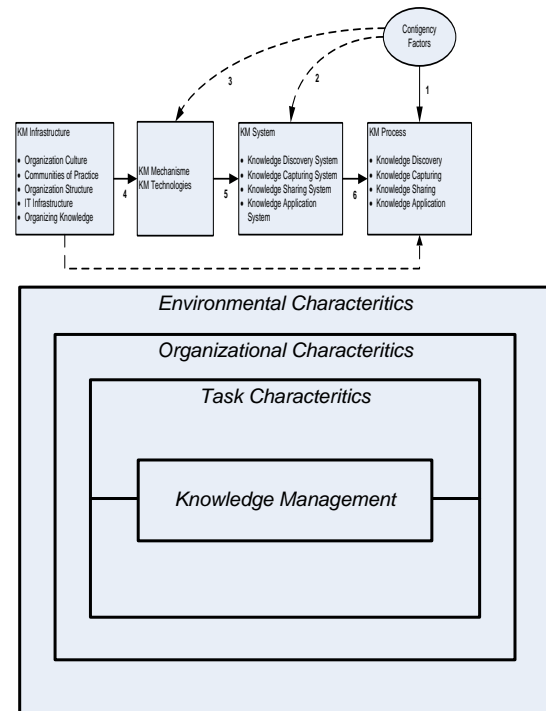 Contigency
Factors
3
2
1
KM Infrastructure
• Organization Culture
• Communities of Practice
• Organization Structure
• IT Infrastructure
• Organizing Knowledge
4
KM Mechanisme
KM Technologies
5
KM System
• Knowledge Discovery System
• Knowledge Capturing System
• Knowledge Sharing System
• Knowledge Application
System
6
KM Process
• Knowledge Discovery
• Knowledge Capturing
• Knowledge Sharing
• Knowledge Application
Environmental Characteritics
Organizational Characteritics
Task Characteritics
Knowledge Management